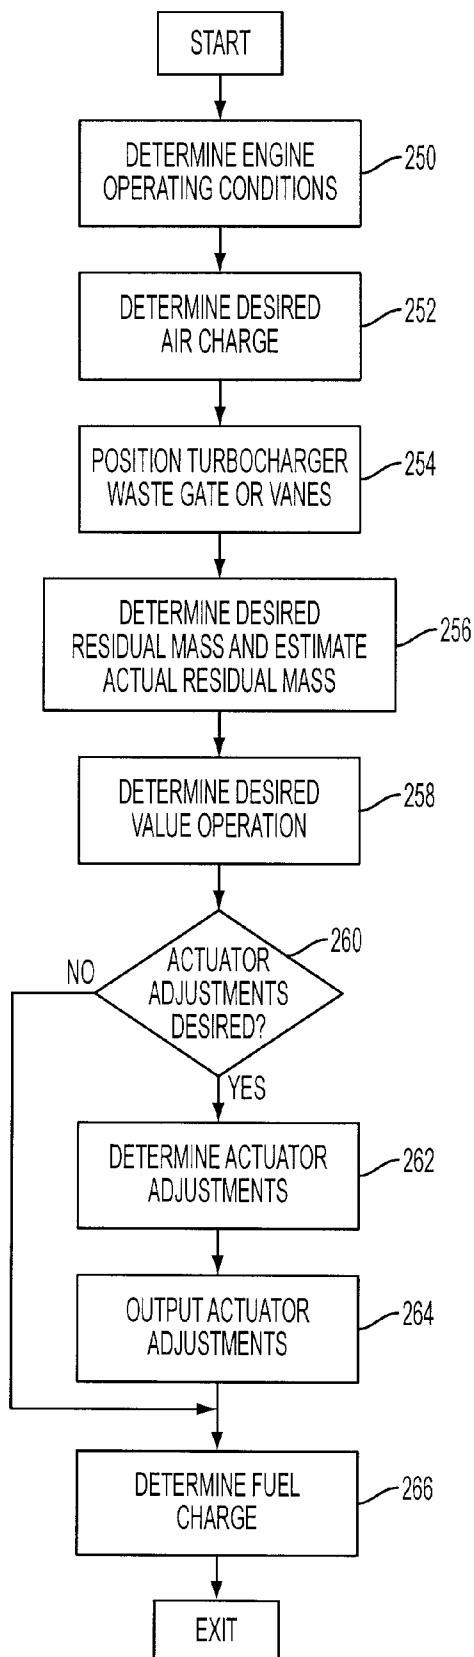 START
DETERMINE ENGINE
OPERATING CONDITIONS
250
DETERMINE DESIRED
AIR CHARGE
252
POSITION TURBOCHARGER
WASTE GATE OR VANES
254
DETERMINE DESIRED
RESIDUAL MASS AND ESTIMATE
ACTUAL RESIDUAL MASS
256
DETERMINE DESIRED
VALUE OPERATION
258
260
NO
ACTUATOR
ADJUSTMENTS
DESIRED?
YES
DETERMINE ACTUATOR
ADJUSTMENTS
262
OUTPUT ACTUATOR
ADJUSTMENTS
264
DETERMINE FUEL
CHARGE
266
EXIT